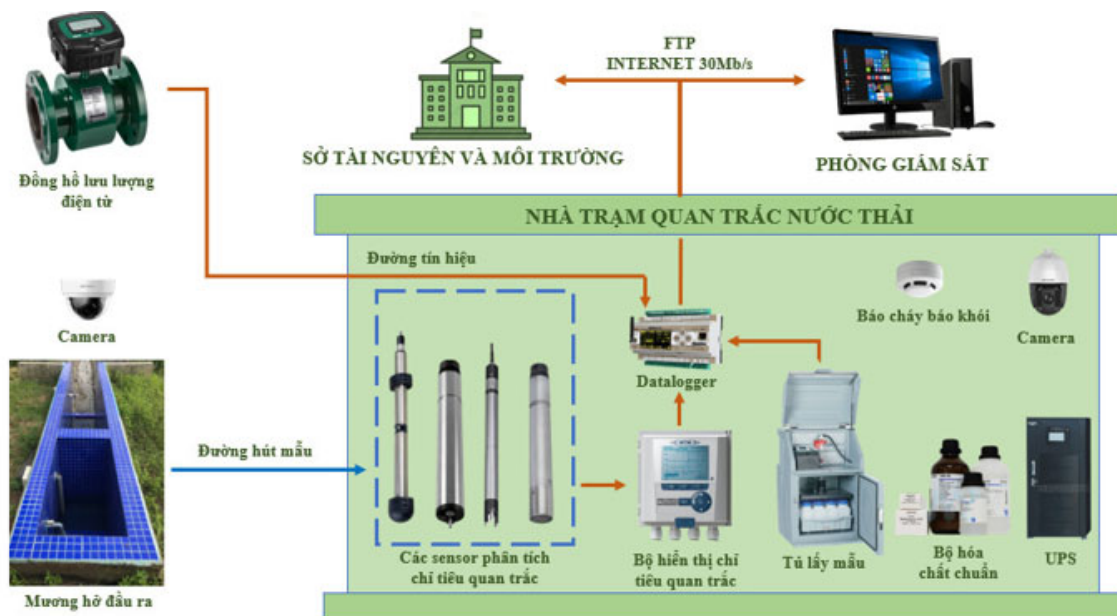 FTP
INTERNET 30Mb/s
SỞ TÀI NGUYÊN VÀ MÔI TRƯỜNG
PHÒNG GIÁM SÁT
Đồng hồ lưu lượng
điện từ
NHÀ TRẠM QUAN TRẮC NƯỚC THẢI
Đường tín hiệu
Báo cháy báo khói
Camera
Camera
Datalogger
Đường hút mẫu
Các sensor phân tích
chỉ tiêu quan trắc
Bộ hiển thị chỉ
tiêu quan trắc
Tủ lấy mẫu
Bộ hóa
chất chuẩn
UPS
Mương hở đầu ra